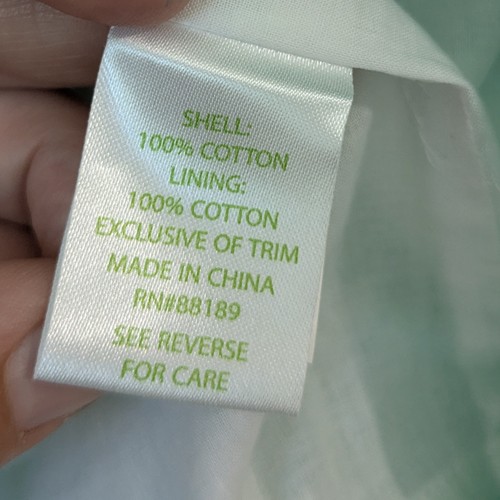 SHELL:
100% COTTON
LINING:
100% COTTON
EXCLUSIVE OF TRIM
MADE IN CHINA
RN#88189
SEE REVERSE
FOR CARE